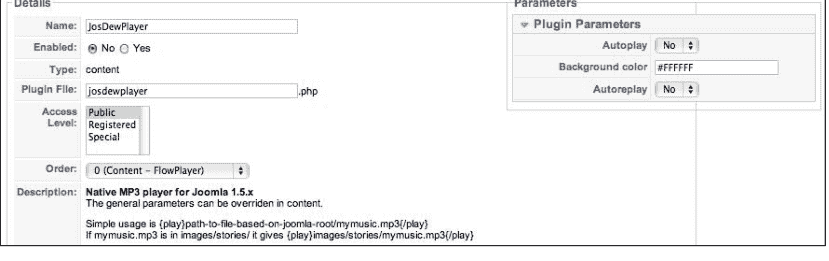 Details
Name: JosDewPlayer
Enabled: No Yes
Type: content
Plugin File: josdewplayer .php
Access Level: Public
Registered
Special
Order: 0 (Content - FlowPlayer)
Description: Native MP3 player for Joomla 1.5.x
The general parameters can be overriden in content.
Simple usage is {play}path-to-file-based-on-joomla-root/mymusic.mp3{/play}
If mymusic.mp3 is in images/stories/ it gives {play}images/stories/mymusic.mp3{/play}
Parameters
Plugin Parameters
Autoplay No
Background color #FFFFFF
Autoreplay No